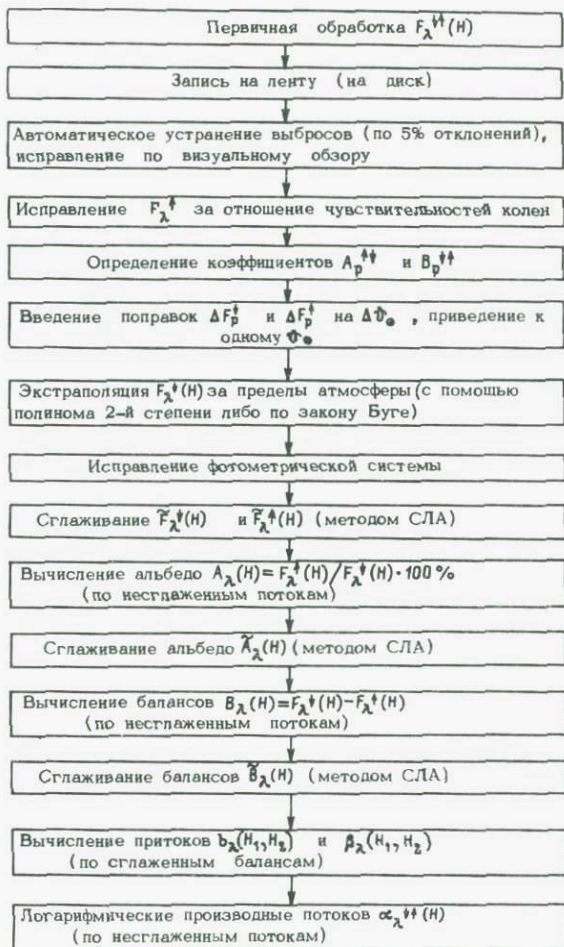 Первичная обработка F_λ^↓↑(H)
Запись на ленту (на диск)
Автоматическое устранение выбросов (по 5% отклонений),
исправление по визуальному обзору
Исправление F_λ^↑ за отношение чувствительностей колен
Определение коэффициентов A_p^↑↓ и B_p^↓↑
Введение поправок ΔF_p^↓ и ΔF_p^↑ на Δϑ_⊙, приведение к
одному ϑ_⊙
Экстраполяция F_λ^↓(H) за пределы атмосферы (с помощью
полинома 2-й степени либо по закону Буге)
Исправление фотометрической системы
Сглаживание F̃_λ^↓(H) и F̃_λ^↑(H) (методом СЛА)
Вычисление альбедо A_λ(H)=F_λ^↑(H)/F_λ^↓(H)·100%
(по несглаженным потокам)
Сглаживание альбедо Ã_λ(H) (методом СЛА)
Вычисление балансов B_λ(H)=F_λ^↓(H)−F_λ^↑(H)
(по несглаженным потокам)
Сглаживание балансов B̃_λ(H) (методом СЛА)
Вычисление притоков b_λ(H₁,H₂) и β_λ(H₁,H₂)
(по сглаженным балансам)
Логарифмические производные потоков α_λ^↓↑(H)
(по несглаженным потокам)